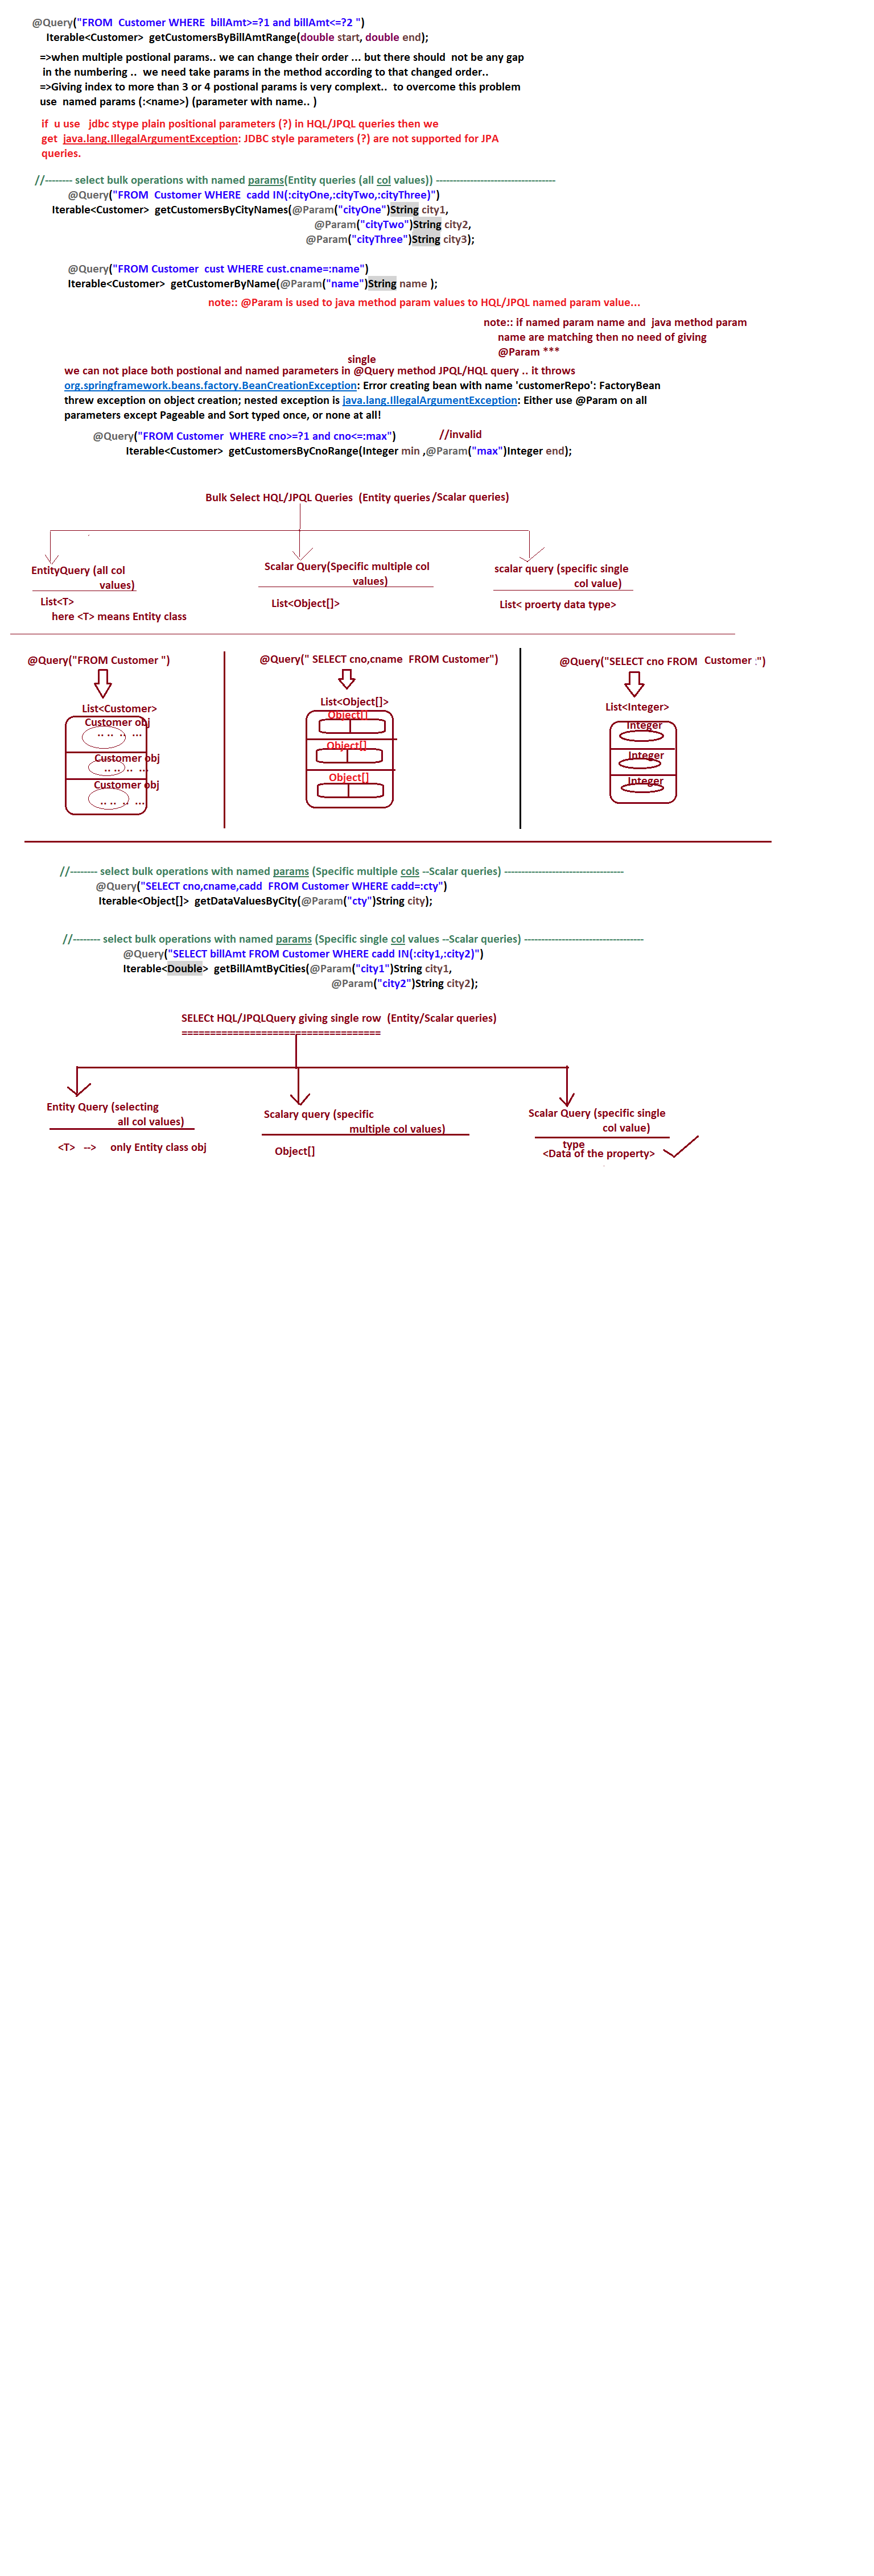 @Query("FROM  Customer WHERE  billAmt>=?1 and billAmt<=?2 ")
Iterable<Customer>  getCustomersByBillAmtRange(double start, double end);
=>when multiple postional params.. we can change their order ... but there should  not be any gap
in the numbering ..  we need take params in the method according to that changed order..
=>Giving index to more than 3 or 4 postional params is very complext..  to overcome this problem
use  named params (:<name>) (parameter with name.. )
if  u use   jdbc stype plain positional parameters (?) in HQL/JPQL queries then we
get  java.lang.IllegalArgumentException: JDBC style parameters (?) are not supported for JPA
queries.
//-------- select bulk operations with named params(Entity queries (all col values)) -----------------------------------
@Query("FROM  Customer WHERE  cadd IN(:cityOne,:cityTwo,:cityThree)")
Iterable<Customer>  getCustomersByCityNames(@Param("cityOne")String city1,
@Param("cityTwo")String city2,
@Param("cityThree")String city3);
@Query("FROM Customer  cust WHERE cust.cname=:name")
Iterable<Customer>  getCustomerByName(@Param("name")String name );
note:: @Param is used to java method param values to HQL/JPQL named param value...
note:: if named param name and  java method param
name are matching then no need of giving
@Param ***
single
we can not place both postional and named parameters in @Query method JPQL/HQL query .. it throws
org.springframework.beans.factory.BeanCreationException: Error creating bean with name 'customerRepo': FactoryBean
threw exception on object creation; nested exception is java.lang.IllegalArgumentException: Either use @Param on all
parameters except Pageable and Sort typed once, or none at all!
@Query("FROM Customer  WHERE cno>=?1 and cno<=:max")    //invalid
Iterable<Customer>  getCustomersByCnoRange(Integer min ,@Param("max")Integer end);
Bulk Select HQL/JPQL Queries  (Entity queries/Scalar queries)
EntityQuery (all col
values)
Scalar Query(Specific multiple col
values)
scalar query (specific single
col value)
List<T>
here <T> means Entity class
List<Object[]>
List< proerty data type>
@Query("FROM Customer ")
@Query(" SELECT cno,cname  FROM Customer")
@Query("SELECT cno FROM  Customer :")
List<Customer>
List<Object[]>
List<Integer>
Customer obj
.. ..  ..  ...
Customer obj
.. ..  ..  ...
Customer obj
.. ..  ..  ...
Object[]
Object[]
Object[]
Integer
Integer
Integer
//-------- select bulk operations with named params (Specific multiple cols --Scalar queries) -----------------------------------
@Query("SELECT cno,cname,cadd  FROM Customer WHERE cadd=:cty")
Iterable<Object[]>  getDataValuesByCity(@Param("cty")String city);
//-------- select bulk operations with named params (Specific single col values --Scalar queries) -----------------------------------
@Query("SELECT billAmt FROM Customer WHERE cadd IN(:city1,:city2)")
Iterable<Double>  getBillAmtByCities(@Param("city1")String city1,
@Param("city2")String city2);
SELECt HQL/JPQLQuery giving single row  (Entity/Scalar queries)
===================================
Entity Query (selecting
all col values)
Scalary query (specific
multiple col values)
Scalar Query (specific single
col value)
<T>   -->    only Entity class obj
Object[]
type
<Data of the property>